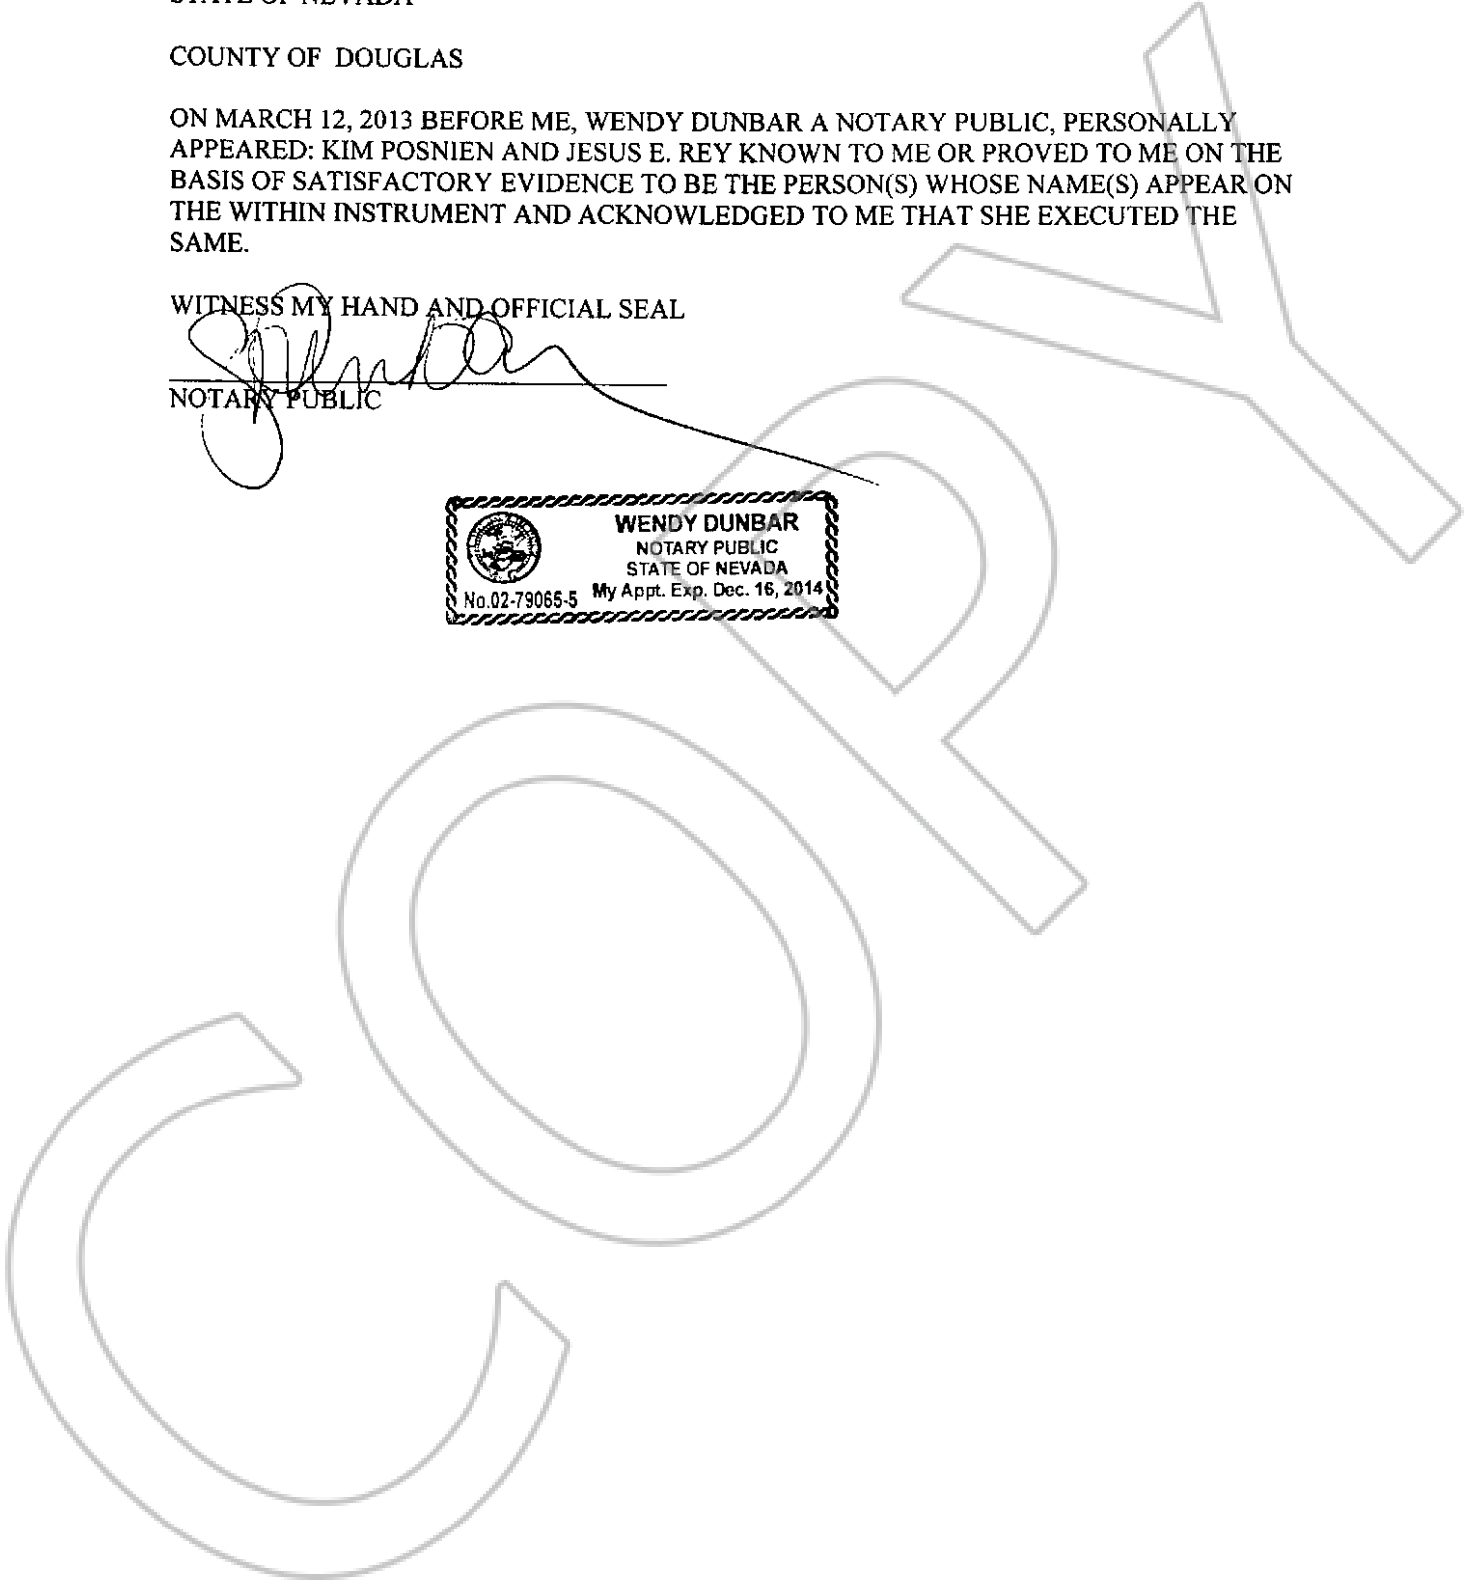 STATE OF NEVADA
COUNTY OF DOUGLAS
ON MARCH 12, 2013 BEFORE ME, WENDY DUNBAR A NOTARY PUBLIC, PERSONALLY
APPEARED: KIM POSNIEN AND JESUS E. REY KNOWN TO ME OR PROVED TO ME ON THE
BASIS OF SATISFACTORY EVIDENCE TO BE THE PERSON(S) WHOSE NAME(S) APPEAR ON
THE WITHIN INSTRUMENT AND ACKNOWLEDGED TO ME THAT SHE EXECUTED THE
SAME.
WITNESS MY HAND AND OFFICIAL SEAL
NOTARY PUBLIC
WENDY DUNBAR
NOTARY PUBLIC
STATE OF NEVADA
No.02-79065-5 My Appt. Exp. Dec. 16, 2014
COPY